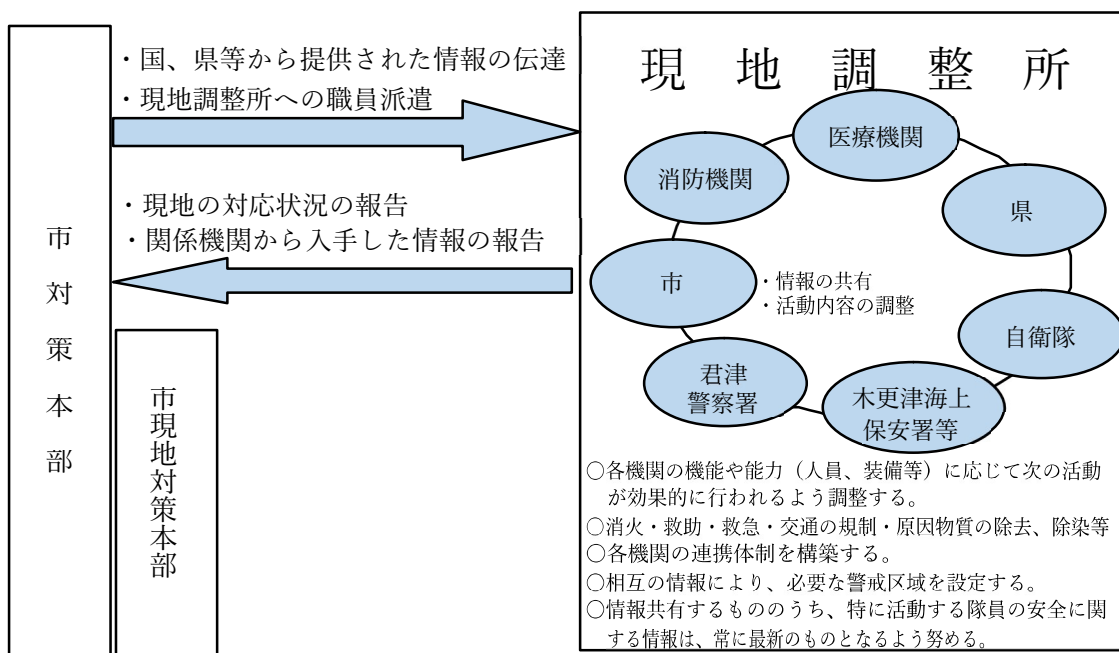 市対策本部
・国、県等から提供された情報の伝達
・現地調整所への職員派遣
・現地の対応状況の報告
・関係機関から入手した情報の報告
市現地対策本部
現地調整所
医療機関
消防機関
県
市
・情報の共有
・活動内容の調整
自衛隊
君津
警察署
木更津海上
保安署等
○各機関の機能や能力（人員、装備等）に応じて次の活動
が効果的に行われるよう調整する。
○消火・救助・救急・交通の規制・原因物質の除去、除染等
○各機関の連携体制を構築する。
○相互の情報により、必要な警戒区域を設定する。
○情報共有するもののうち、特に活動する隊員の安全に関
する情報は、常に最新のものとなるよう努める。